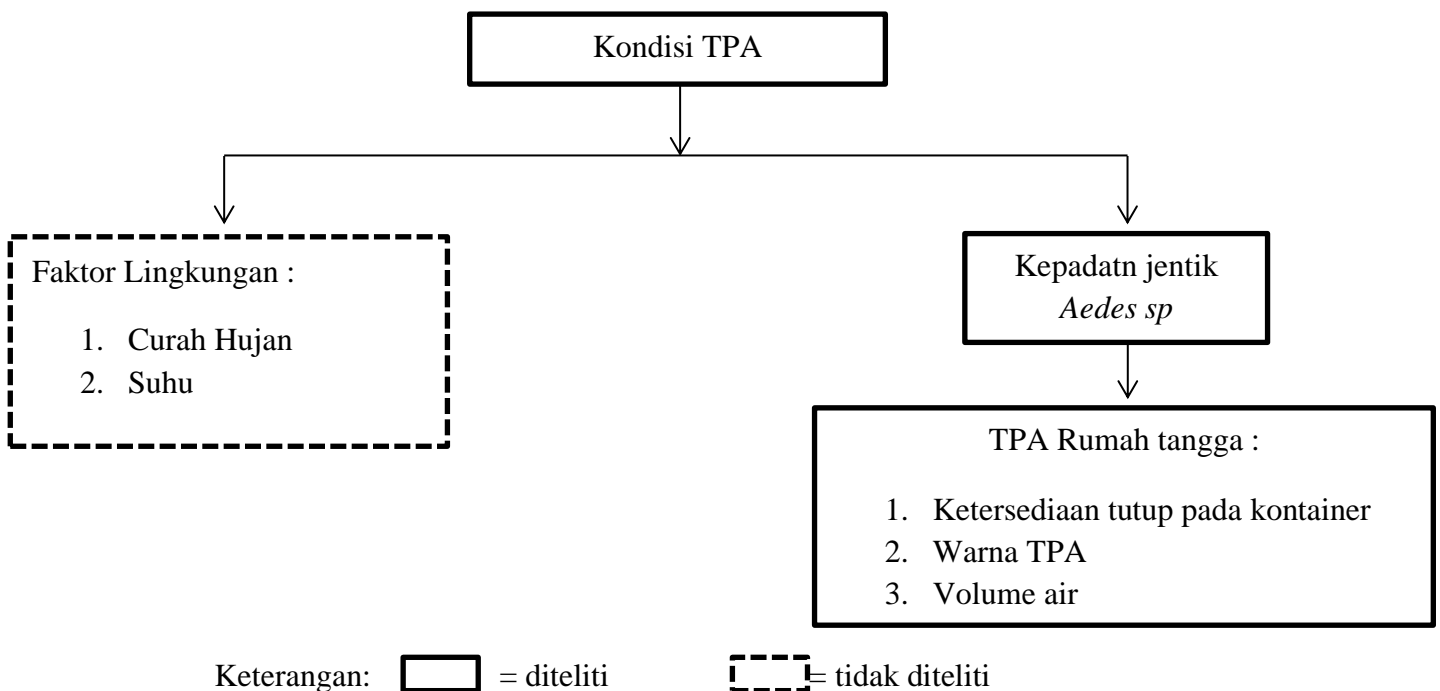 Kondisi TPA
Faktor Lingkungan :
1. Curah Hujan
2. Suhu
Kepadatn jentik
Aedes sp
TPA Rumah tangga :
1. Ketersediaan tutup pada kontainer
2. Warna TPA
3. Volume air
Keterangan: = diteliti = tidak diteliti